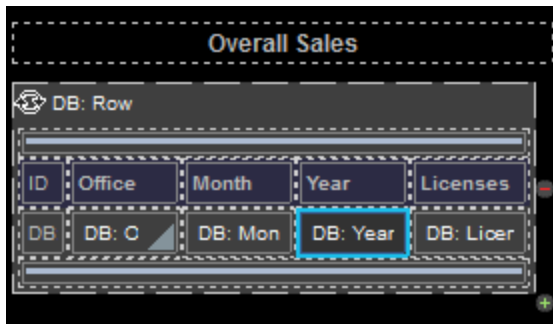 Overall Sales
DB: Row
ID Office Month Year Licenses
DB DB: O DB: Mon DB: Year DB: Licer